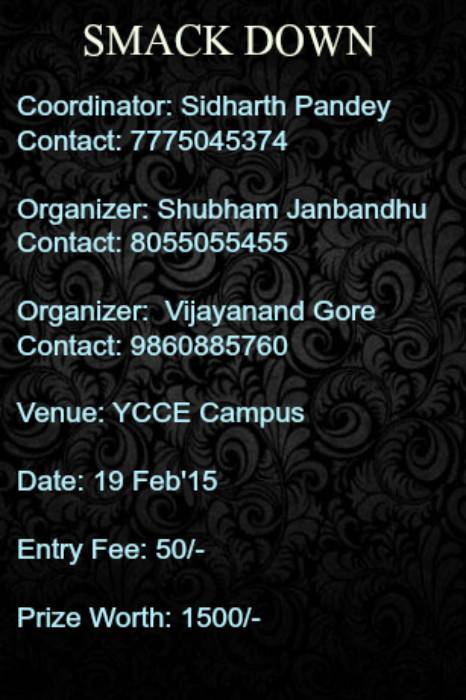 SMACK DOWN
Coordinator: Sidharth Pandey
Contact: 7775045374
Organizer: Shubham Janbandhu
Contact: 8055055455
Organizer: Vijayanand Gore
Contact: 9860885760
Venue: YCCE Campus
Date: 19 Feb'15
Entry Fee: 50/-
Prize Worth: 1500/-